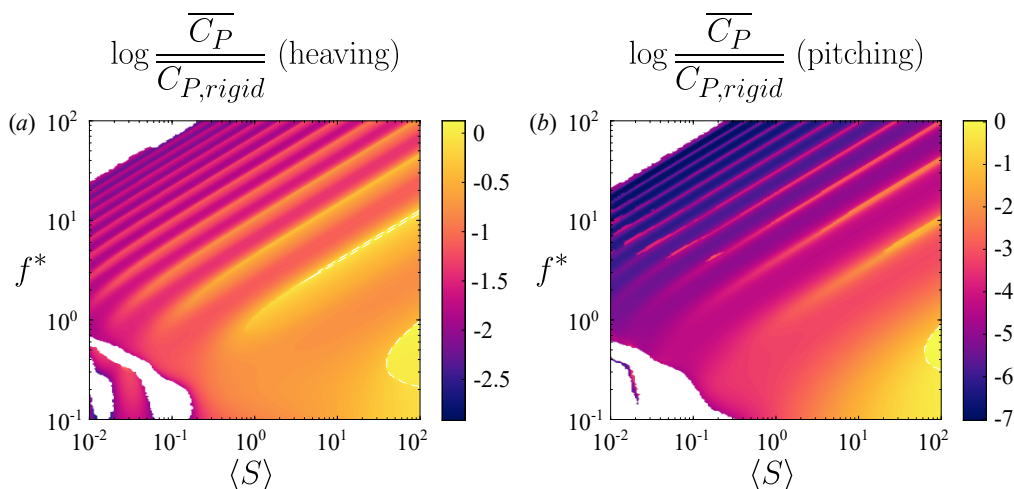 log C̅_P̅ / C̅_P,rigid̅ (heaving)
log C̅_P̅ / C̅_P,rigid̅ (pitching)
(a)
10^2
10^1
10^0
10^-1
f*
10^-2 10^-1 10^0 10^1 10^2
⟨S⟩
0
-0.5
-1
-1.5
-2
-2.5
(b)
10^2
10^1
10^0
10^-1
f*
10^-2 10^-1 10^0 10^1 10^2
⟨S⟩
0
-1
-2
-3
-4
-5
-6
-7